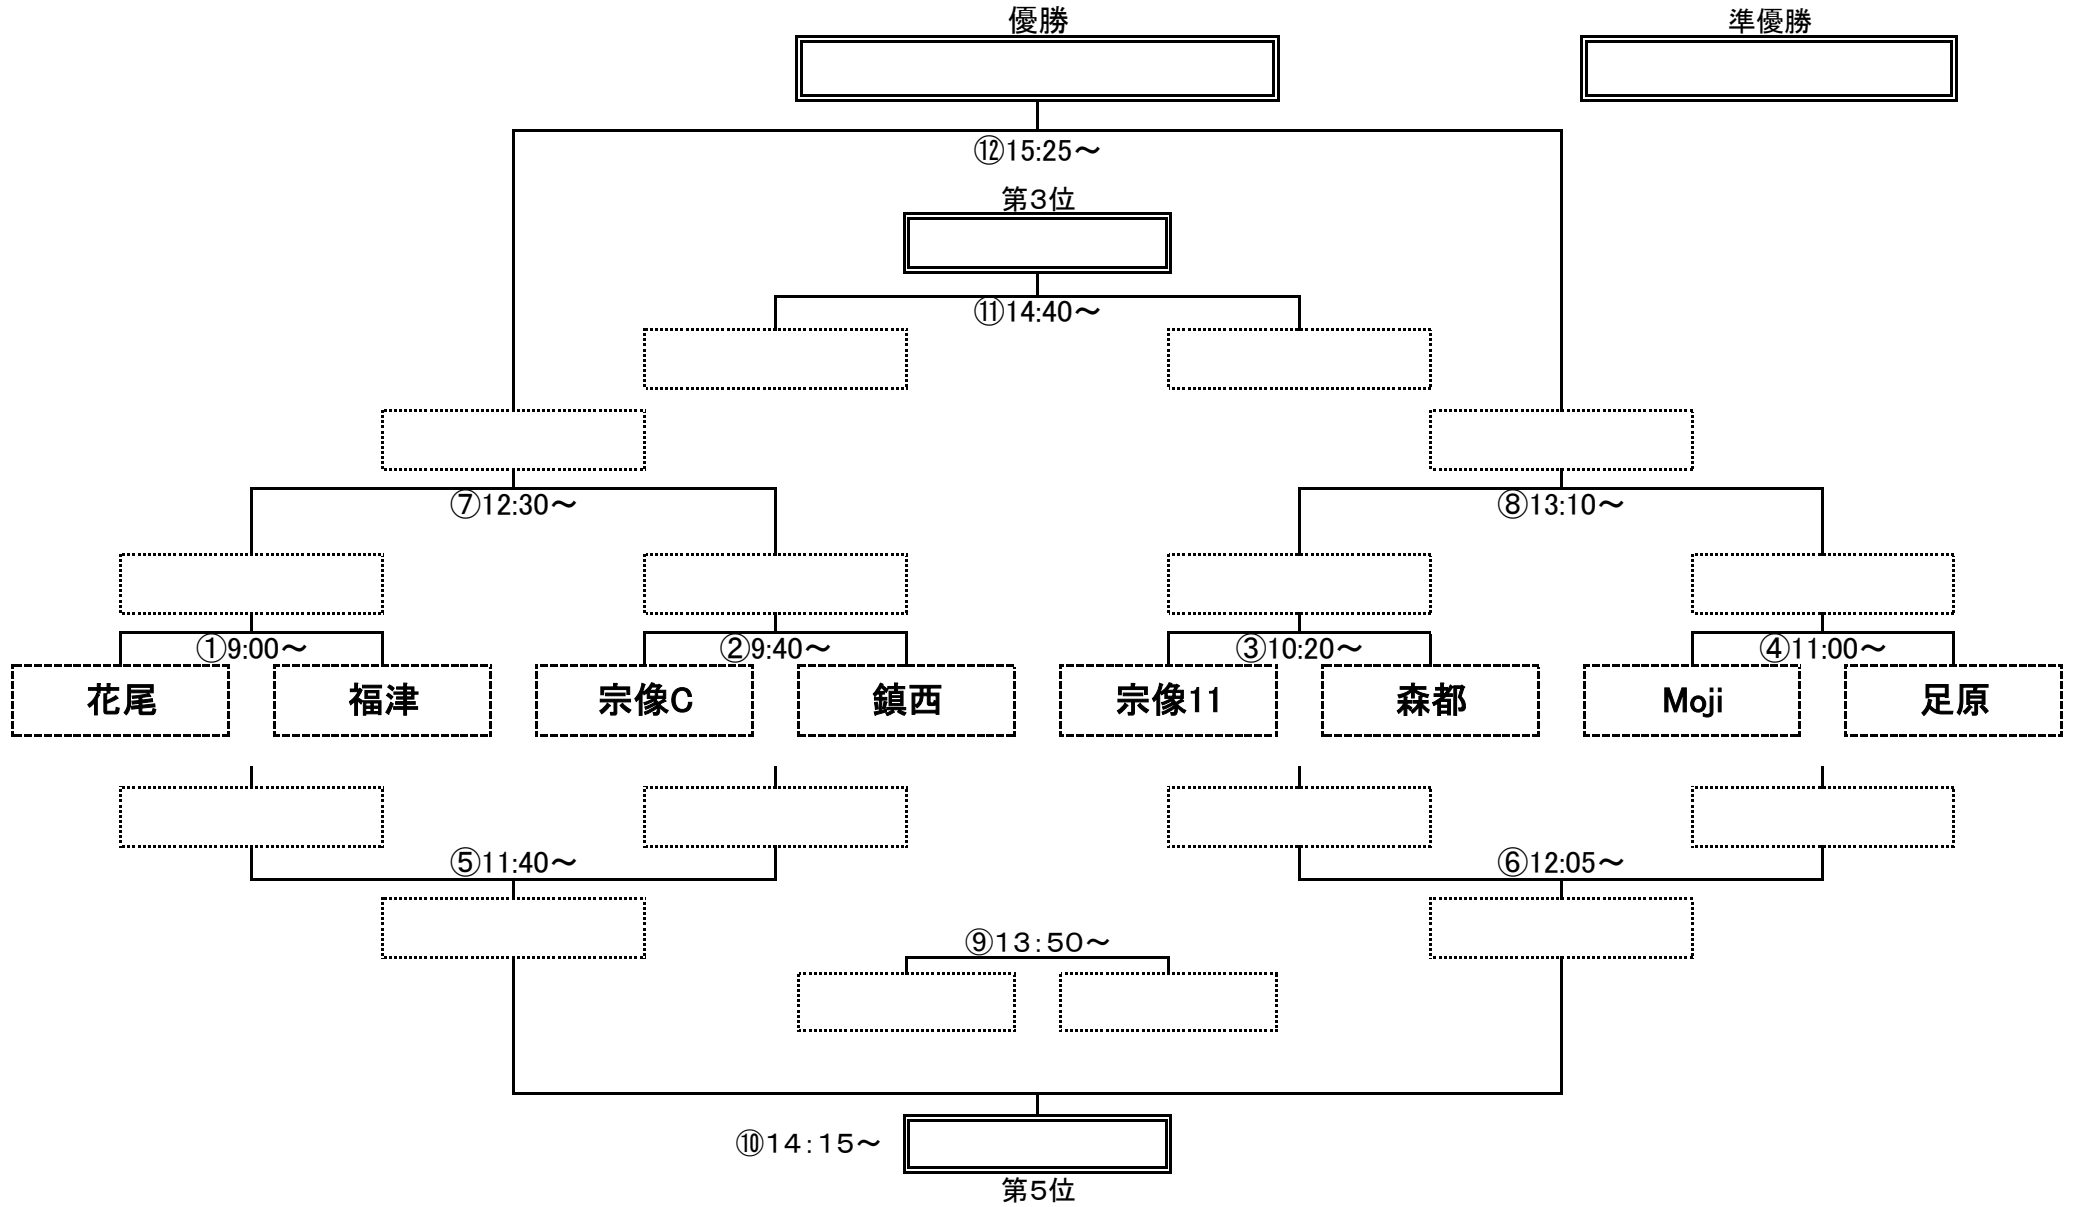 優勝
準優勝
⑫15:25～
第３位
⑪14:40～
⑦12:30～
⑧13:10～
①9:00～
②9:40～
③10:20～
④11:00～
花尾
福津
宗像C
鎮西
宗像11
森都
Moji
足原
⑤11:40～
⑥12:05～
⑨１３：５０～
⑩１４：１５～
第５位